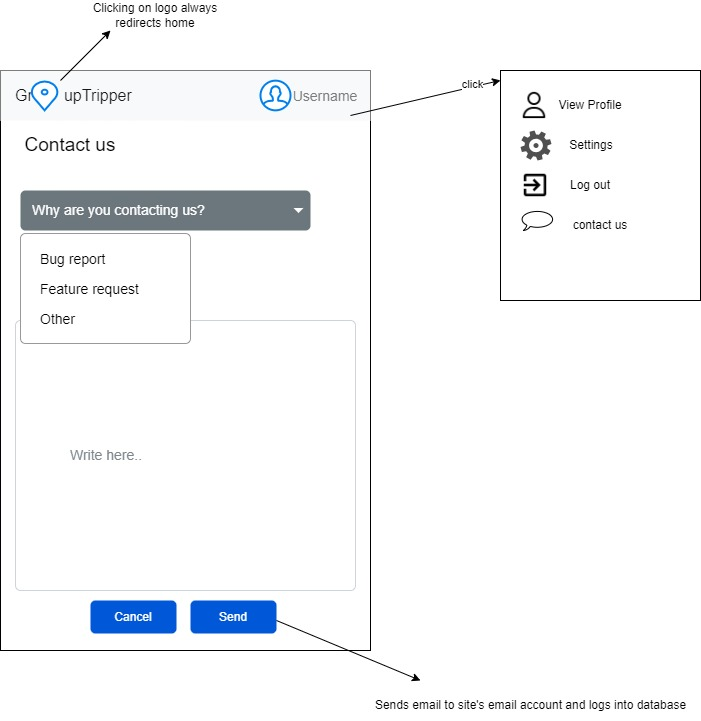 Clicking on logo always
redirects home
GrupTripper
Username
click
View Profile
Settings
Log out
contact us
Contact us
Why are you contacting us?
Bug report
Feature request
Other
Write here..
Cancel
Send
Sends email to site's email account and logs into database